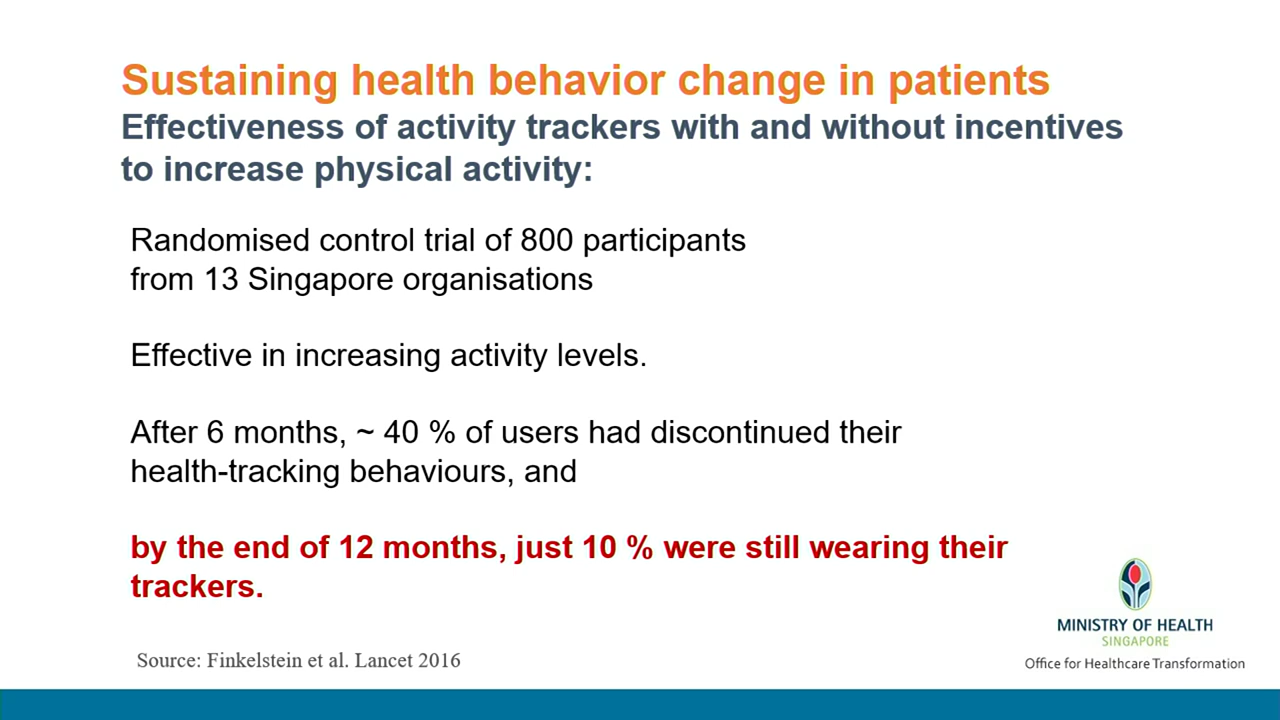 Sustaining health behavior change in patients
Effectiveness of activity trackers with and without incentives
to increase physical activity:
Randomised control trial of 800 participants
from 13 Singapore organisations
Effective in increasing activity levels.
After 6 months, ~ 40 % of users had discontinued their
health-tracking behaviours, and
by the end of 12 months, just 10 % were still wearing their
trackers.
MINISTRY OF HEALTH
SINGAPORE
Office for Healthcare Transformation
Source: Finkelstein et al. Lancet 2016